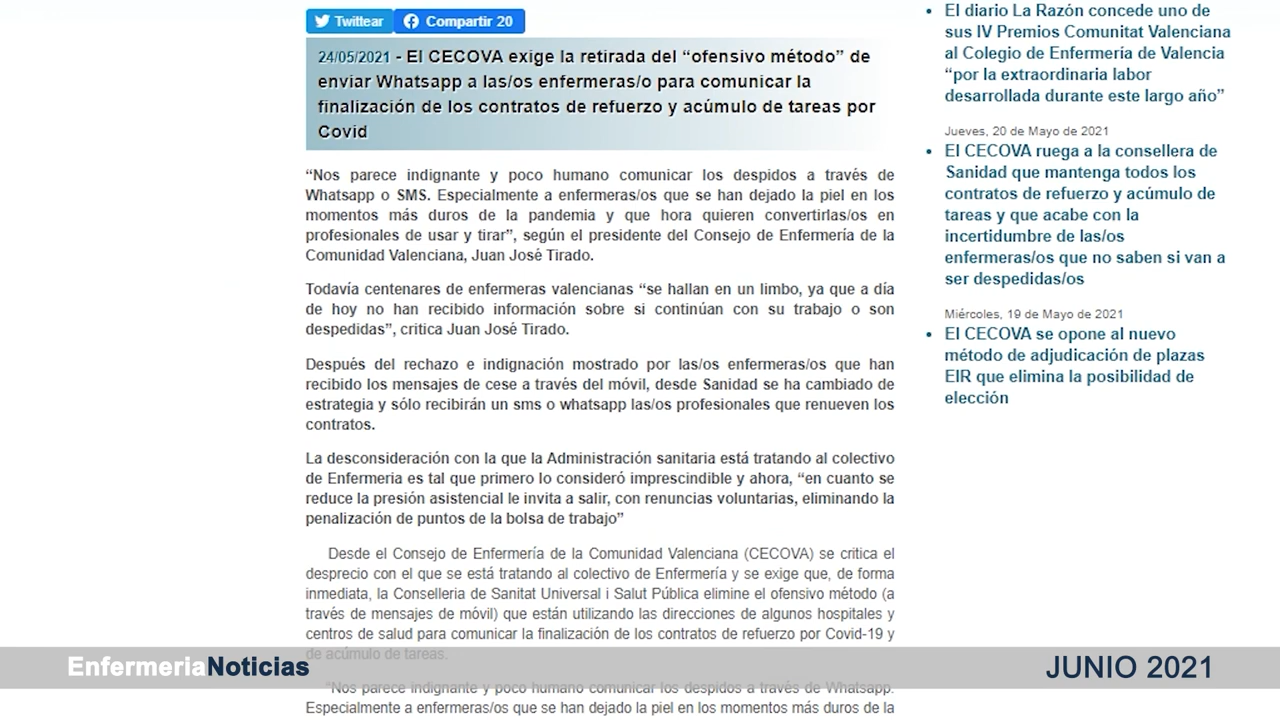 Twittear
Compartir 20
24/05/2021 - El CECOVA exige la retirada del “ofensivo método” de
enviar Whatsapp a las/os enfermeras/o para comunicar la
finalización de los contratos de refuerzo y acúmulo de tareas por
Covid
“Nos parece indignante y poco humano comunicar los despidos a través de
Whatsapp o SMS. Especialmente a enfermeras/os que se han dejado la piel en los
momentos más duros de la pandemia y que hora quieren convertirlas/os en
profesionales de usar y tirar”, según el presidente del Consejo de Enfermería de la
Comunidad Valenciana, Juan José Tirado.
Todavía centenares de enfermeras valencianas “se hallan en un limbo, ya que a día
de hoy no han recibido información sobre si continúan con su trabajo o son
despedidas”, critica Juan José Tirado.
Después del rechazo e indignación mostrado por las/os enfermeras/os que han
recibido los mensajes de cese a través del móvil, desde Sanidad se ha cambiado de
estrategia y sólo recibirán un sms o whatsapp las/os profesionales que renueven los
contratos.
La desconsideración con la que la Administración sanitaria está tratando al colectivo
de Enfermeria es tal que primero lo consideró imprescindible y ahora, “en cuanto se
reduce la presión asistencial le invita a salir, con renuncias voluntarias, eliminando la
penalización de puntos de la bolsa de trabajo”
Desde el Consejo de Enfermería de la Comunidad Valenciana (CECOVA) se critica el
desprecio con el que se está tratando al colectivo de Enfermería y se exige que, de forma
inmediata, la Conselleria de Sanitat Universal i Salut Pública elimine el ofensivo método (a
través de mensajes de móvil) que están utilizando las direcciones de algunos hospitales y
centros de salud para comunicar la finalización de los contratos de refuerzo por Covid-19 y
de acúmulo de tareas.
“Nos parece indignante y poco humano comunicar los despidos a través de Whatsapp.
Especialmente a enfermeras/os que se han dejado la piel en los momentos más duros de la
El diario La Razón concede uno de
sus IV Premios Comunitat Valenciana
al Colegio de Enfermería de Valencia
“por la extraordinaria labor
desarrollada durante este largo año”
Jueves, 20 de Mayo de 2021
El CECOVA ruega a la consellera de
Sanidad que mantenga todos los
contratos de refuerzo y acúmulo de
tareas y que acabe con la
incertidumbre de las/os
enfermeras/os que no saben si van a
ser despedidas/os
Miércoles, 19 de Mayo de 2021
El CECOVA se opone al nuevo
método de adjudicación de plazas
EIR que elimina la posibilidad de
elección
EnfermeriaNoticias
JUNIO 2021